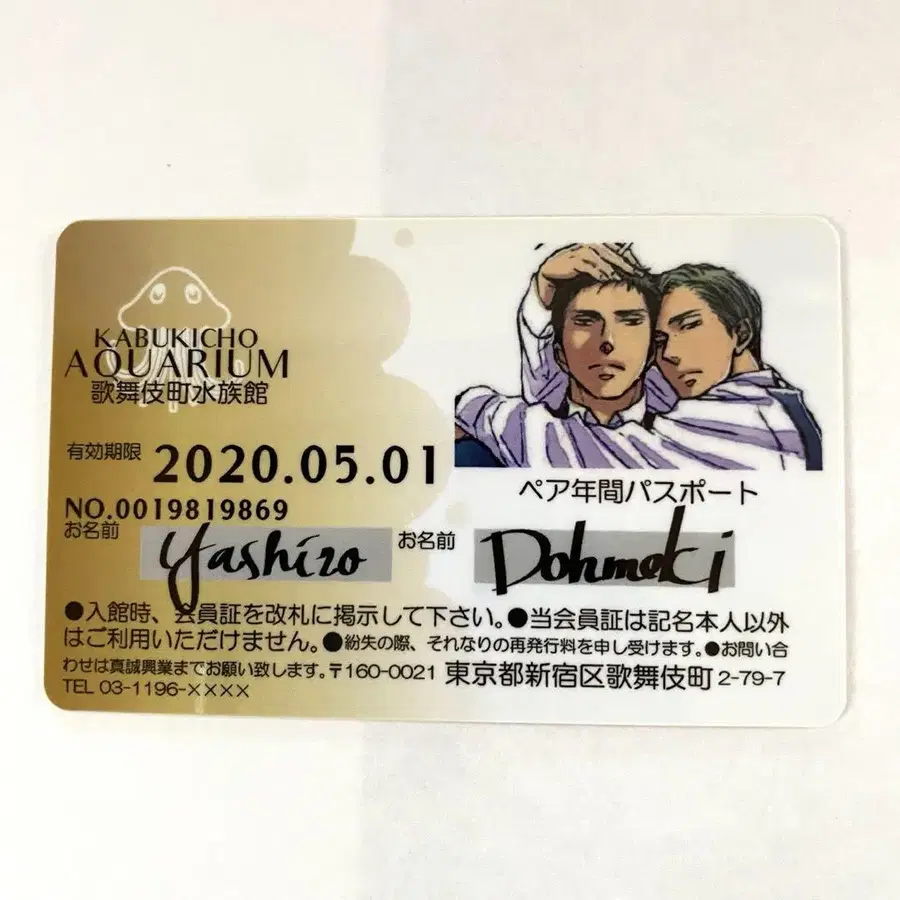 KABUKICHO
AQUARIUM
歌舞伎町水族館
有効期限 2020.05.01
ペア年間パスポート
NO.0019819869
お名前 Yashiro お名前 Dohmeki
●入館時、会員証を改札に掲示して下さい。●当会員証は記名本人以外
はご利用いただけません。●紛失の際、それなりの再発行料を申し受けます。●お問い合
わせは真誠興業までお願い致します。〒160-0021 東京都新宿区歌舞伎町 2-79-7
TEL 03-1196-××××